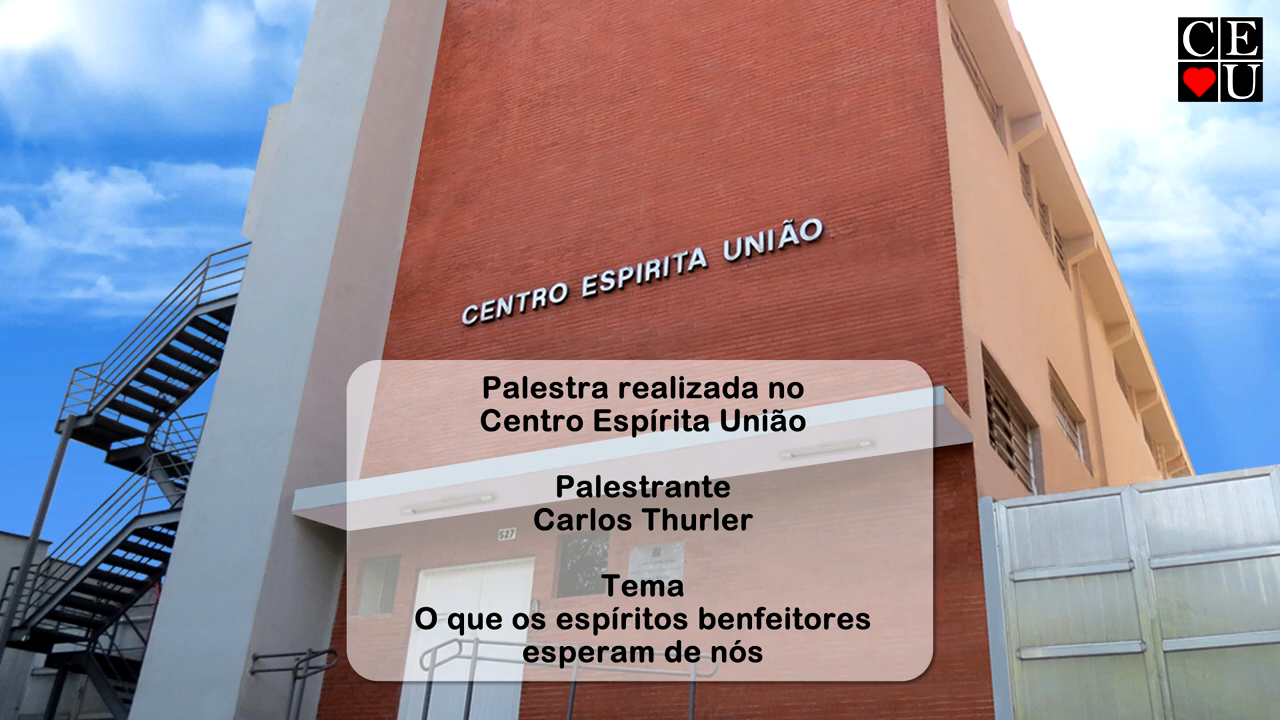 CE
U
CENTRO ESPIRITA UNIÃO
Palestra realizada no
Centro Espírita União
Palestrante
Carlos Thurler
527
Tema
O que os espíritos benfeitores
esperam de nós